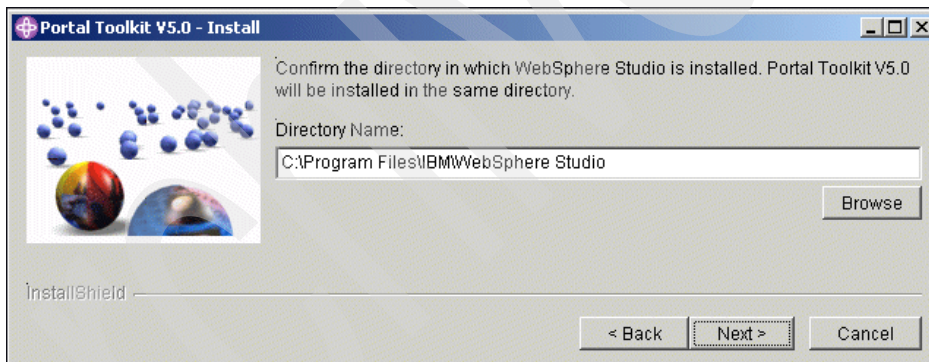 Portal Toolkit V5.0 - Install
Confirm the directory in which WebSphere Studio is installed. Portal Toolkit V5.0
will be installed in the same directory.
Directory Name:
C:\Program Files\IBM\WebSphere Studio
Browse
InstallShield
< Back Next > Cancel